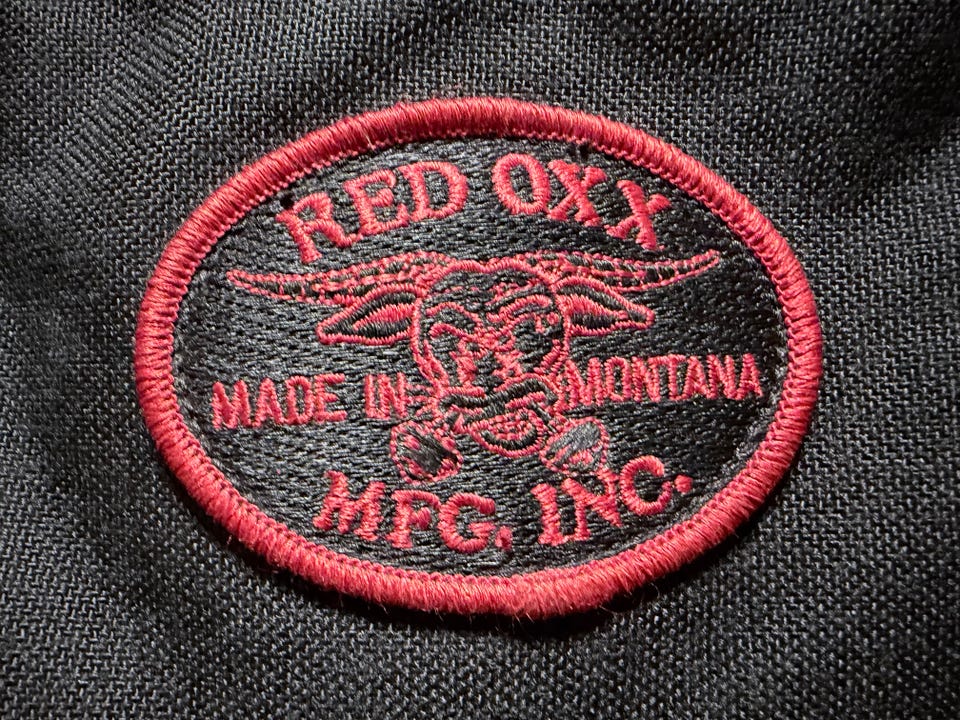 RED OXX
MADE IN MONTANA
MFG, INC.